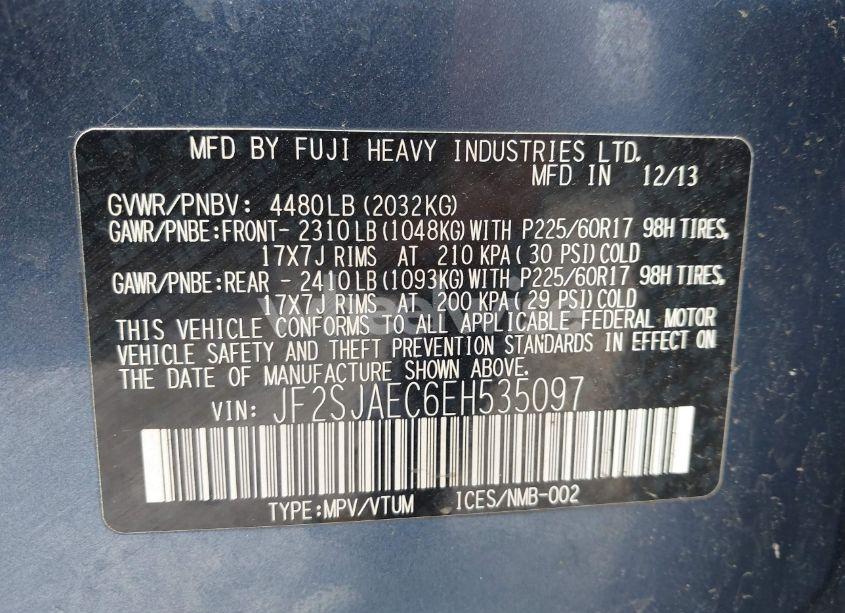 MFD BY FUJI HEAVY INDUSTRIES LTD.
MFD IN 12/13
GVWR/PNBV: 4480LB(2032KG)
GAWR/PNBE:FRONT- 2310LB(1048KG)WITH P225/60R17 98H TIRES,
17X7J RIMS AT 210 KPA( 30 PSI)COLD
GAWR/PNBE:REAR - 2410LB(1093KG)WITH P225/60R17 98H TIRES,
17X7J RIMS AT 200 KPA( 29 PSI)COLD
THIS VEHICLE CONFORMS TO ALL APPLICABLE FEDERAL MOTOR
VEHICLE SAFETY AND THEFT PREVENTION STANDARDS IN EFFECT ON
THE DATE OF MANUFACTURE SHOWN ABOVE.
VIN: JF2SJAEC6EH535097
TYPE:MPV/VTUM ICES/NMB-002